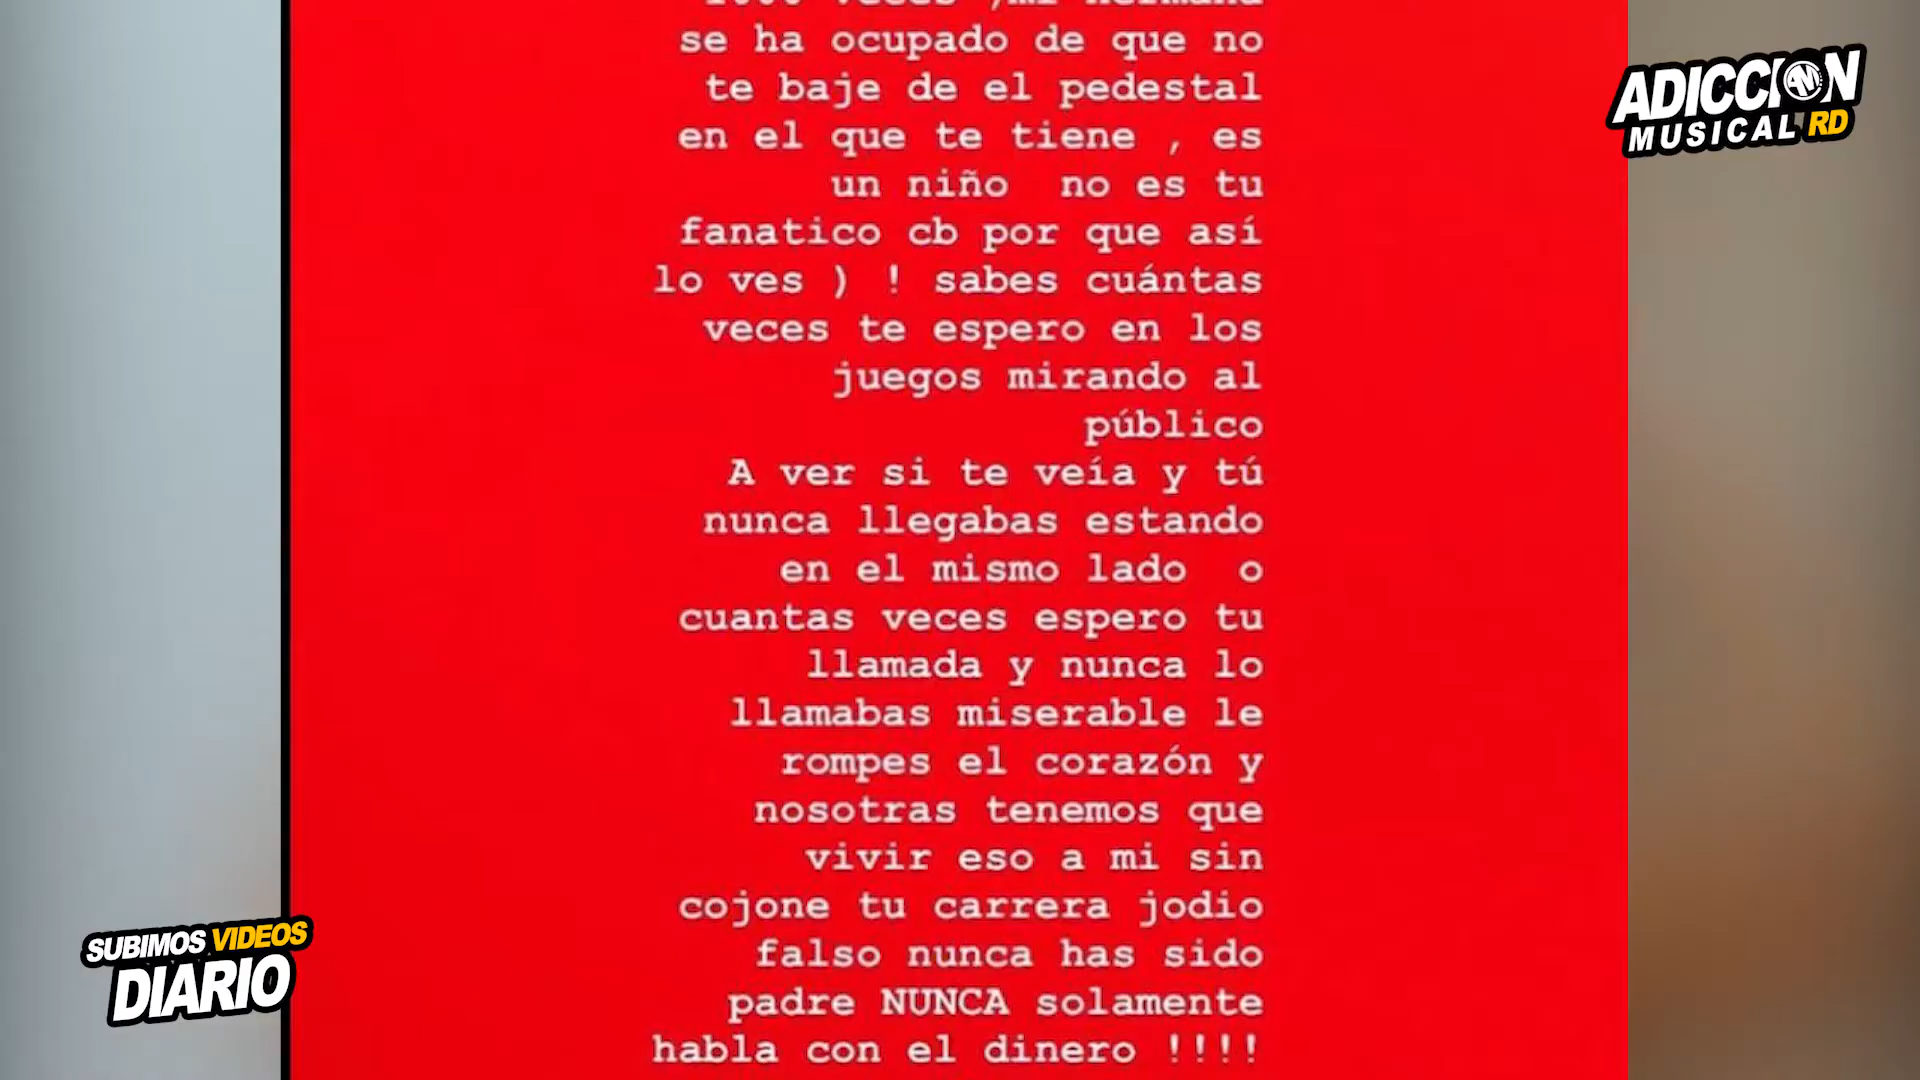 se ha ocupado de que no
te baje de el pedestal
en el que te tiene , es
un niño  no es tu
fanatico cb por que así
lo ves ) ! sabes cuántas
veces te espero en los
juegos mirando al
público
A ver si te veía y tú
nunca llegabas estando
en el mismo lado  o
cuantas veces espero tu
llamada y nunca lo
llamabas miserable le
rompes el corazón y
nosotras tenemos que
vivir eso a mi sin
cojone tu carrera jodio
falso nunca has sido
padre NUNCA solamente
habla con el dinero !!!!
ADICCION
MUSICAL RD
SUBIMOS VIDEOS
DIARIO